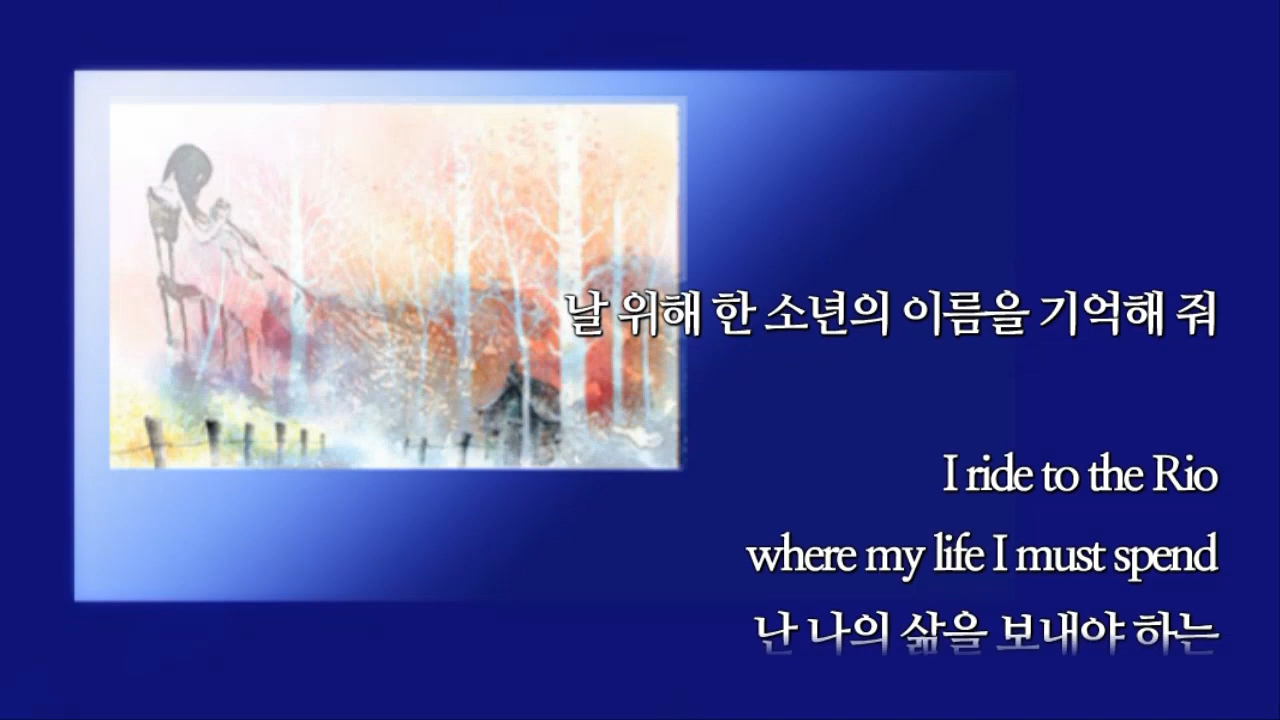 날 위해 한 소년의 이름을 기억해 줘
I ride to the Rio
where my life I must spend
난 나의 삶을 보내야 하는